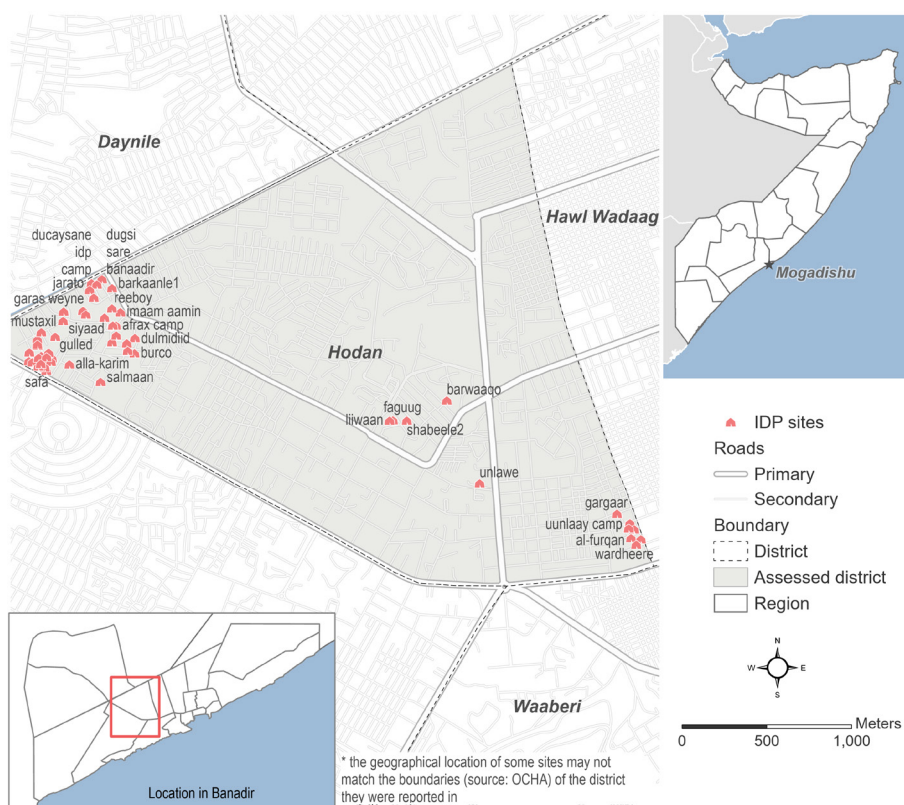 Daynile
Hawl Wadaag
ducaysane
idp
camp
dugsi
sare
banaadir
jarato
barkaanle1
garas weyne
reeboy
imaam aamin
mustaxil
siyaad
afrax camp
gulled
dulmidiid
burco
alla-karim
safa
salmaan
Hodan
barwaaqo
faguug
liiwaan
shabeele2
unlawe
gargaar
uunlaay camp
al-furqan
wardheere
Waaberi
Location in Banadir
* the geographical location of some sites may not
match the boundaries (source: OCHA) of the district
they were reported in
Mogadishu
IDP sites
Roads
Primary
Secondary
Boundary
District
Assessed district
Region
N
W
E
S
Meters
0 500 1,000